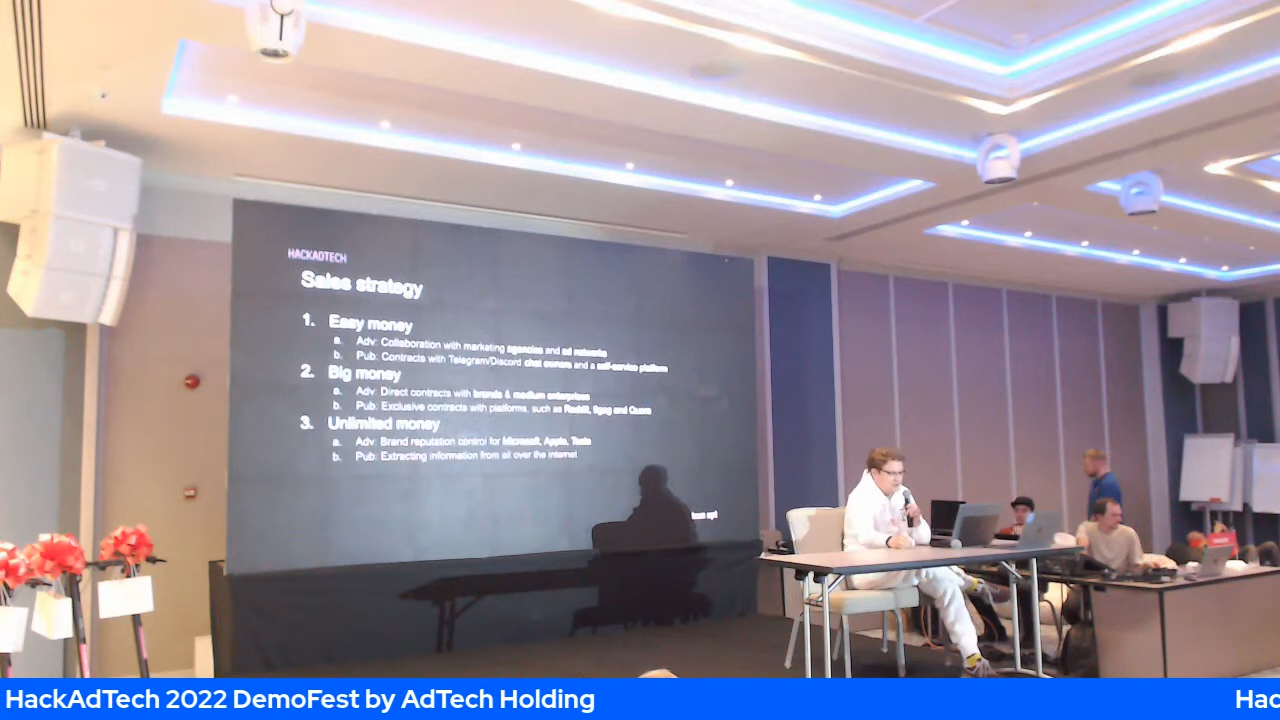 HACKADTECH
Sales strategy
1. Easy money
a. Adv: Collaboration with marketing agencies and ad networks
b. Pub: Contracts with Telegram/Discord chat owners and a self-service platform
2. Big money
a. Adv: Direct contracts with brands & medium enterprises
b. Pub: Exclusive contracts with platforms, such as Reddit, 9gag and Quora
3. Unlimited money
a. Adv: Brand reputation control for Microsoft, Apple, Tesla
b. Pub: Extracting information from all over the internet
HackAdTech 2022 DemoFest by AdTech Holding
Hac